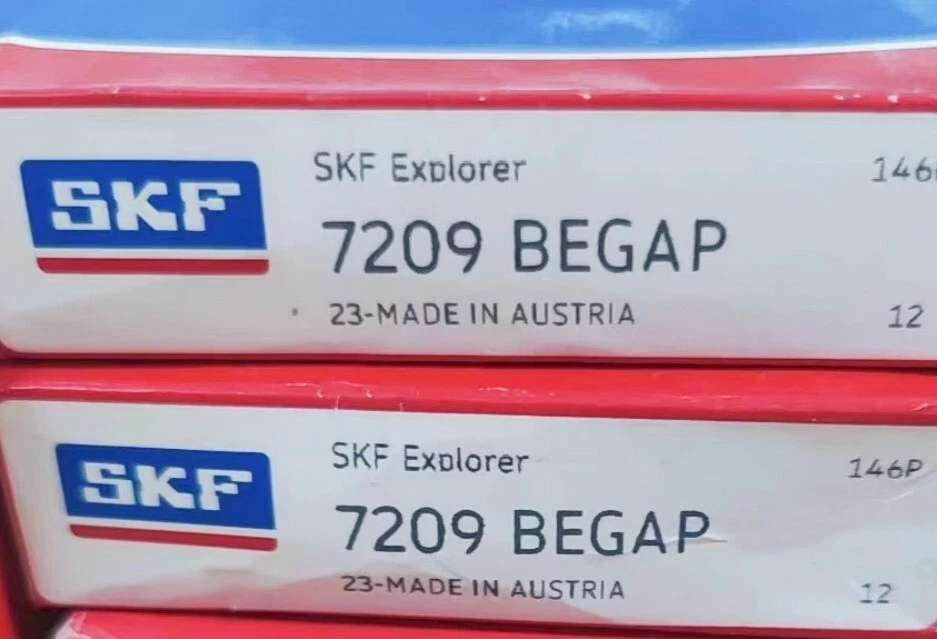 SKF
SKF Explorer
146
7209 BEGAP
23-MADE IN AUSTRIA
12
SKF
SKF Explorer
146P
7209 BEGAP
23-MADE IN AUSTRIA
12